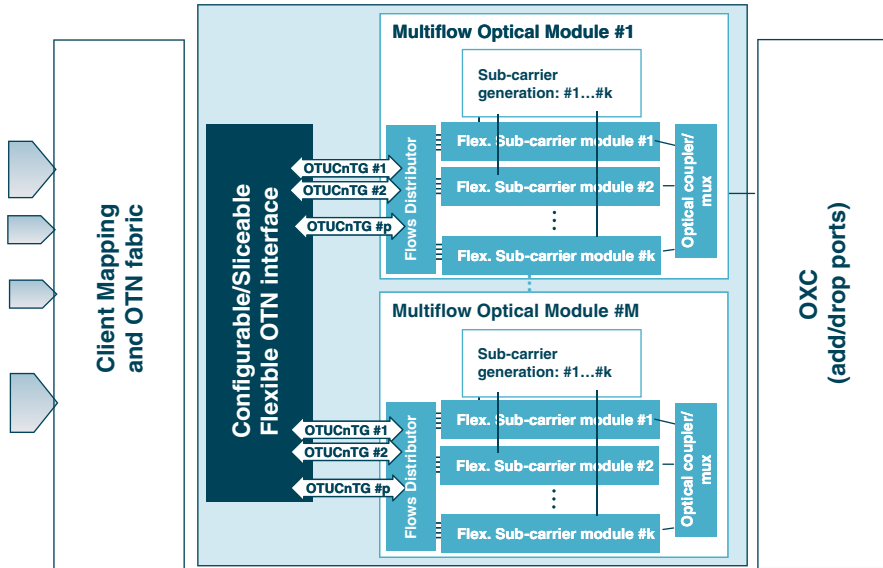 Client Mapping
and OTN fabric
Configurable/Sliceable
Flexible OTN interface
Multiflow Optical Module #1
Sub-carrier
generation: #1...#k
OTUCnTG #1
OTUCnTG #2
OTUCnTG #p
Flows Distributor
Flex. Sub-carrier module #1
Flex. Sub-carrier module #2
Flex. Sub-carrier module #k
Optical coupler/
mux
Multiflow Optical Module #M
Sub-carrier
generation: #1...#k
OTUCnTG #1
OTUCnTG #2
OTUCnTG #p
Flows Distributor
Flex. Sub-carrier module #1
Flex. Sub-carrier module #2
Flex. Sub-carrier module #k
Optical coupler/
mux
OXC
(add/drop ports)